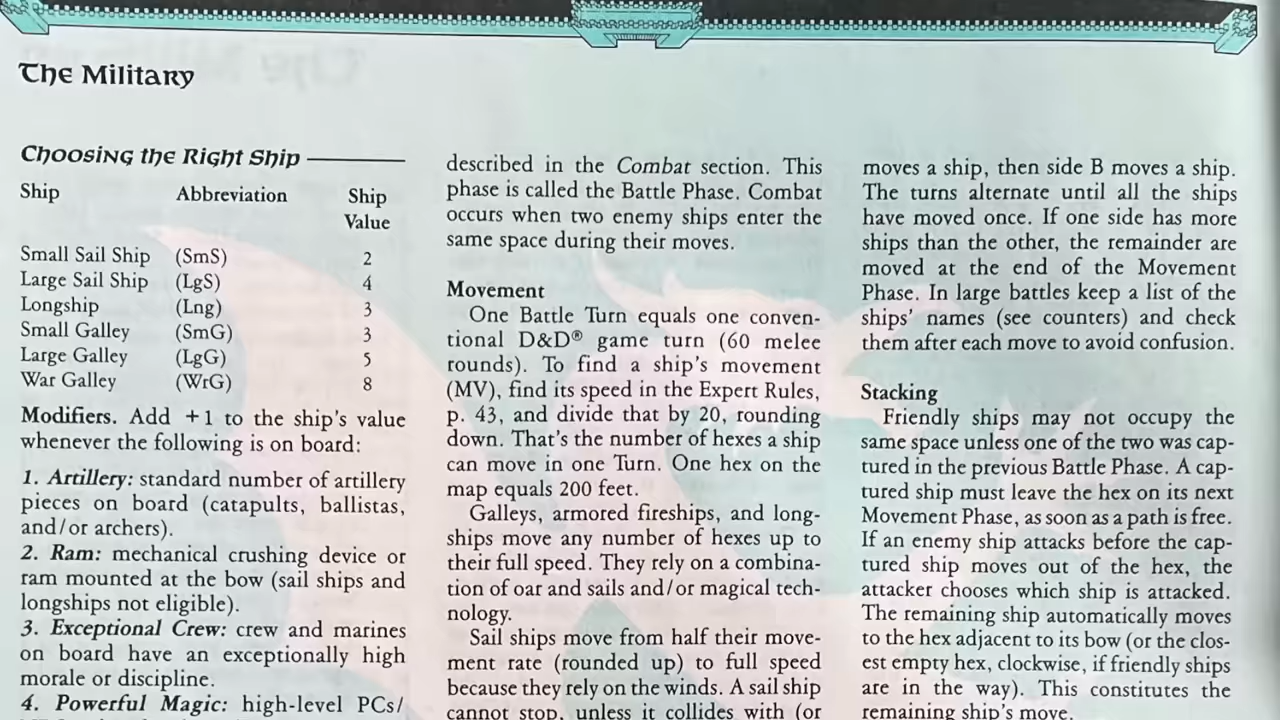 The Military
Choosing the Right Ship
Ship Abbreviation Ship
Value
Small Sail Ship (SmS) 2
Large Sail Ship (LgS) 4
Longship (Lng) 3
Small Galley (SmG) 3
Large Galley (LgG) 5
War Galley (WrG) 8
Modifiers. Add +1 to the ship's value
whenever the following is on board:
1. Artillery: standard number of artillery
pieces on board (catapults, ballistas,
and/or archers).
2. Ram: mechanical crushing device or
ram mounted at the bow (sail ships and
longships not eligible).
3. Exceptional Crew: crew and marines
on board have an exceptionally high
morale or discipline.
4. Powerful Magic: high-level PCs/
described in the Combat section. This
phase is called the Battle Phase. Combat
occurs when two enemy ships enter the
same space during their moves.
Movement
One Battle Turn equals one conven-
tional D&D® game turn (60 melee
rounds). To find a ship's movement
(MV), find its speed in the Expert Rules,
p. 43, and divide that by 20, rounding
down. That's the number of hexes a ship
can move in one Turn. One hex on the
map equals 200 feet.
Galleys, armored fireships, and long-
ships move any number of hexes up to
their full speed. They rely on a combina-
tion of oar and sails and/or magical tech-
nology.
Sail ships move from half their move-
ment rate (rounded up) to full speed
because they rely on the winds. A sail ship
cannot stop, unless it collides with (or
moves a ship, then side B moves a ship.
The turns alternate until all the ships
have moved once. If one side has more
ships than the other, the remainder are
moved at the end of the Movement
Phase. In large battles keep a list of the
ships' names (see counters) and check
them after each move to avoid confusion.
Stacking
Friendly ships may not occupy the
same space unless one of the two was cap-
tured in the previous Battle Phase. A cap-
tured ship must leave the hex on its next
Movement Phase, as soon as a path is free.
If an enemy ship attacks before the cap-
tured ship moves out of the hex, the
attacker chooses which ship is attacked.
The remaining ship automatically moves
to the hex adjacent to its bow (or the clos-
est empty hex, clockwise, if friendly ships
are in the way). This constitutes the
remaining ship's move.